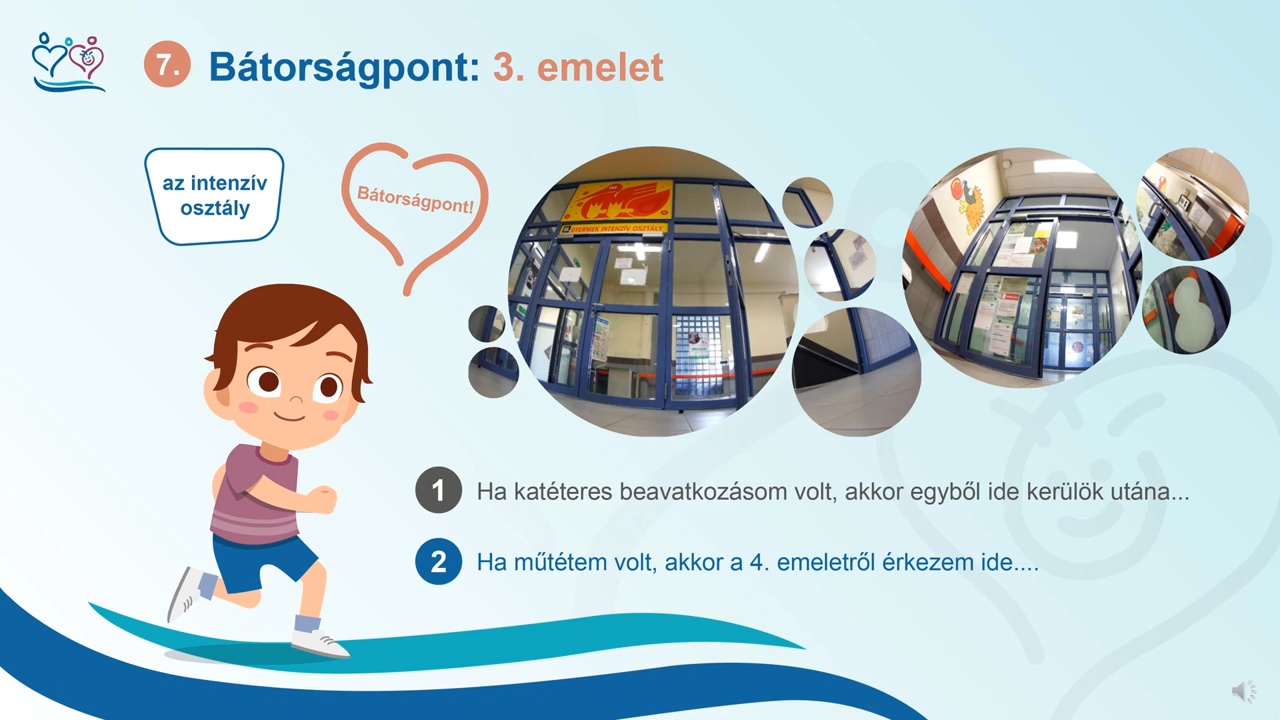 7. Bátorságpont: 3. emelet
az intenzív
osztály
Bátorságpont!
GYERMEK INTENZÍV OSZTÁLY
1 Ha katéteres beavatkozásom volt, akkor egyből ide kerülök utána...
2 Ha műtétem volt, akkor a 4. emeletről érkezem ide....